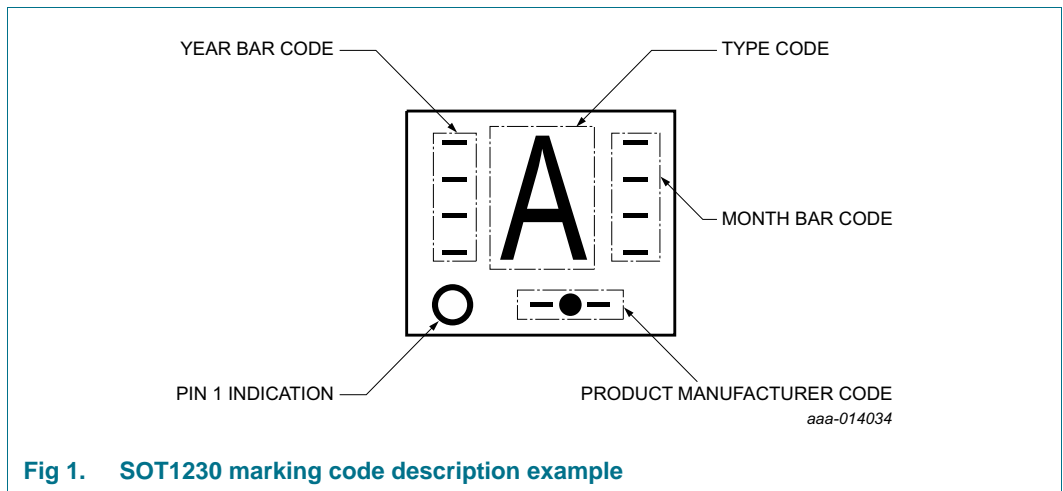 YEAR BAR CODE
TYPE CODE
A
MONTH BAR CODE
PIN 1 INDICATION
PRODUCT MANUFACTURER CODE
aaa-014034
Fig 1. SOT1230 marking code description example